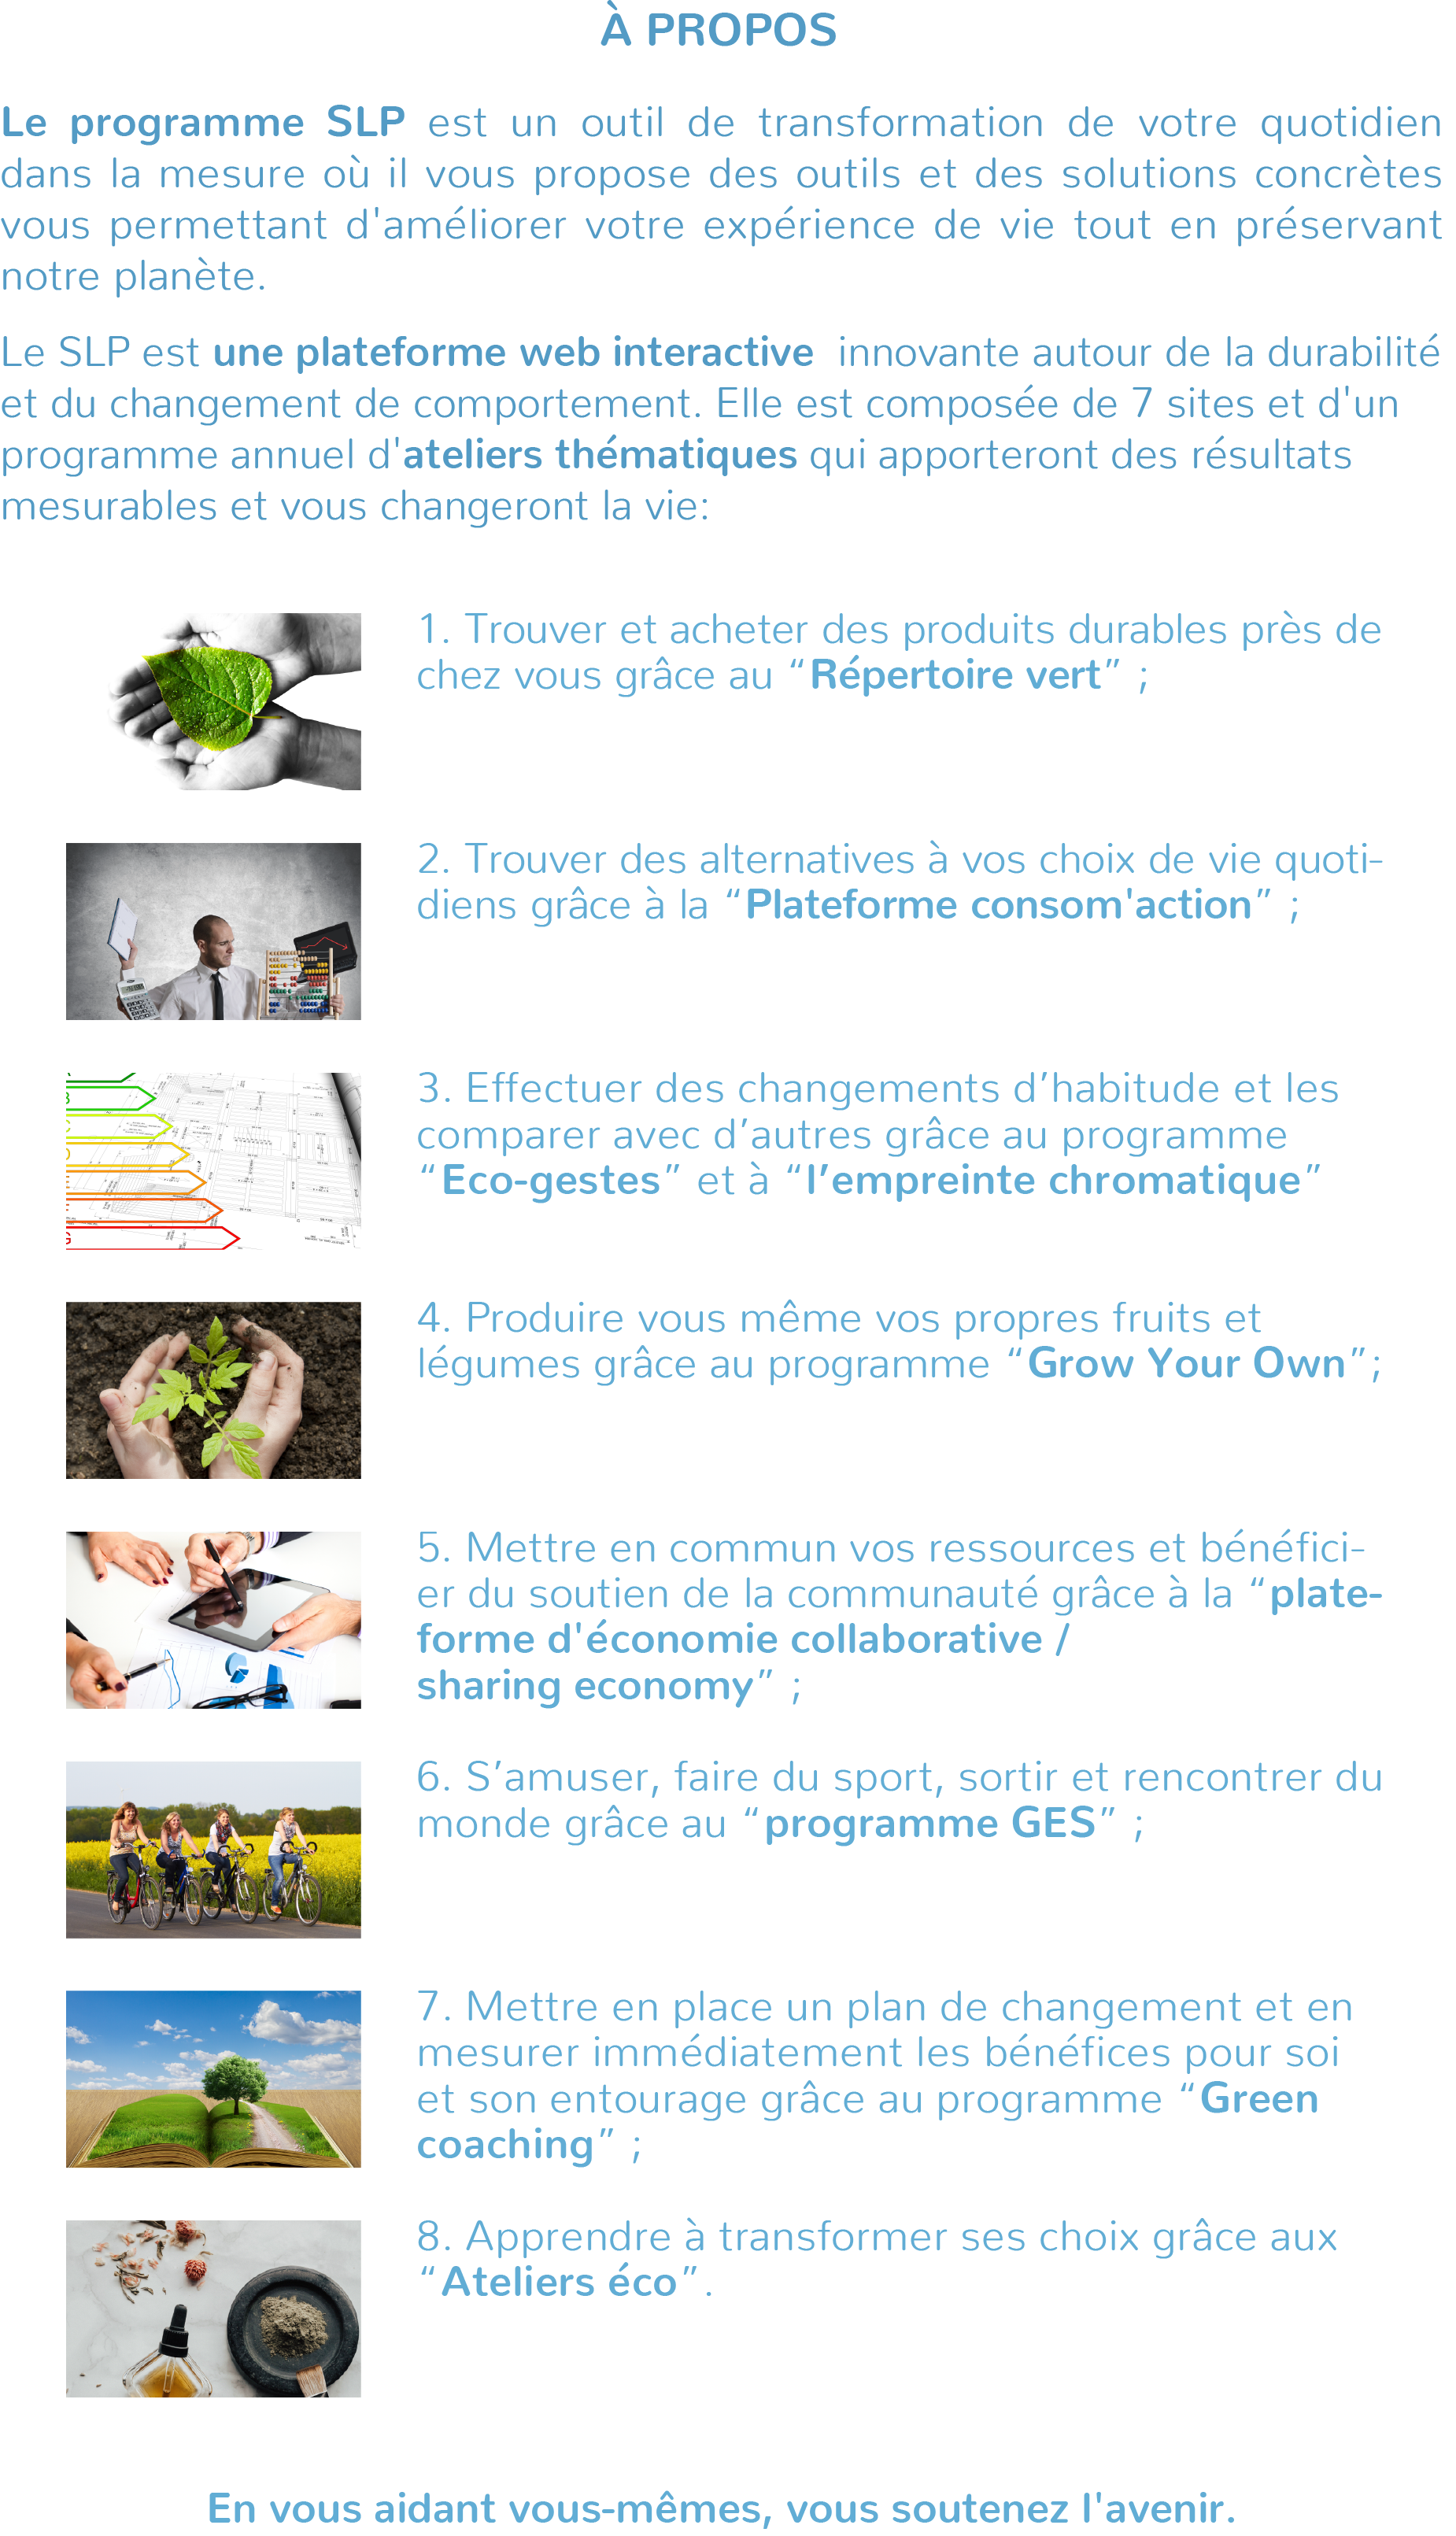 À PROPOS
Le programme SLP est un outil de transformation de votre quotidien
dans la mesure où il vous propose des outils et des solutions concrètes
vous permettant d'améliorer votre expérience de vie tout en préservant
notre planète.
Le SLP est une plateforme web interactive innovante autour de la durabilité
et du changement de comportement. Elle est composée de 7 sites et d'un
programme annuel d'ateliers thématiques qui apporteront des résultats
mesurables et vous changeront la vie:
1. Trouver et acheter des produits durables près de
chez vous grâce au “Répertoire vert” ;
2. Trouver des alternatives à vos choix de vie quoti-
diens grâce à la “Plateforme consom'action” ;
3. Effectuer des changements d’habitude et les
comparer avec d’autres grâce au programme
“Eco-gestes” et à “l’empreinte chromatique”
4. Produire vous même vos propres fruits et
légumes grâce au programme “Grow Your Own”;
5. Mettre en commun vos ressources et bénéfici-
er du soutien de la communauté grâce à la “plate-
forme d'économie collaborative /
sharing economy” ;
6. S’amuser, faire du sport, sortir et rencontrer du
monde grâce au “programme GES” ;
7. Mettre en place un plan de changement et en
mesurer immédiatement les bénéfices pour soi
et son entourage grâce au programme “Green
coaching” ;
8. Apprendre à transformer ses choix grâce aux
“Ateliers éco”.
En vous aidant vous-mêmes, vous soutenez l'avenir.